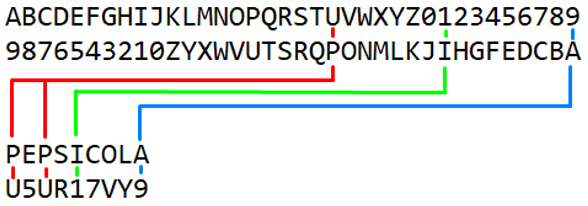 ABCDEFGHIJKLMNOPQRSTUVWXYZ0123456789
9876543210ZYXWVUTSRQPONMLKJIHGFEDCBA
PEPSICOLA
U5UR17VY9